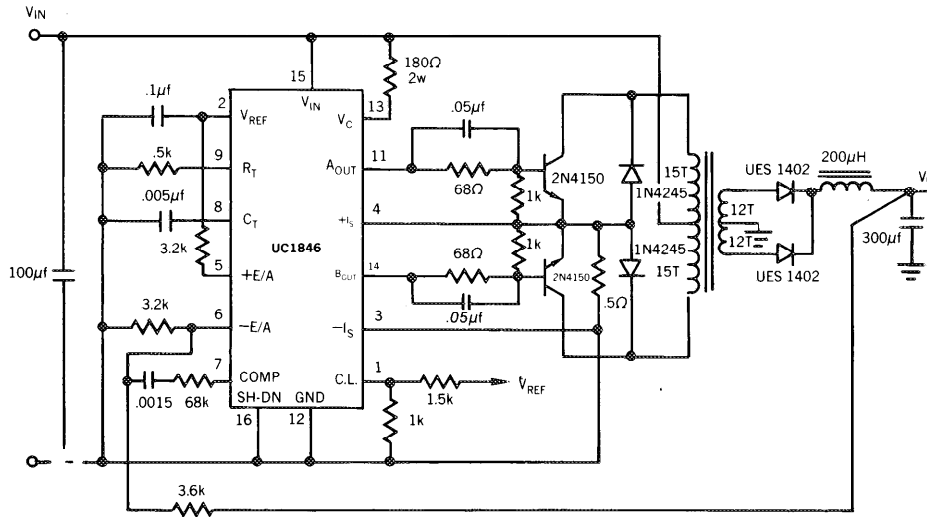 VIN
180Ω
2w
15
.1µf
2
VREF
VIN
VC
13
.05µf
.5k
9
RT
AOUT
11
68Ω
2N4150
1N4245
15T
UES 1402
200µH
.005µf
8
CT
+IS
4
1k
12T
12T
300µf
3.2k
UC1846
1k
1N4245
15T
UES 1402
100µf
5
+E/A
BOUT
14
68Ω
2N4150
.5Ω
.05µf
3.2k
6
−E/A
−IS
3
7
COMP
C.L.
1
VREF
.0015
68k
1.5k
SH-DN
GND
16
12
1k
3.6k